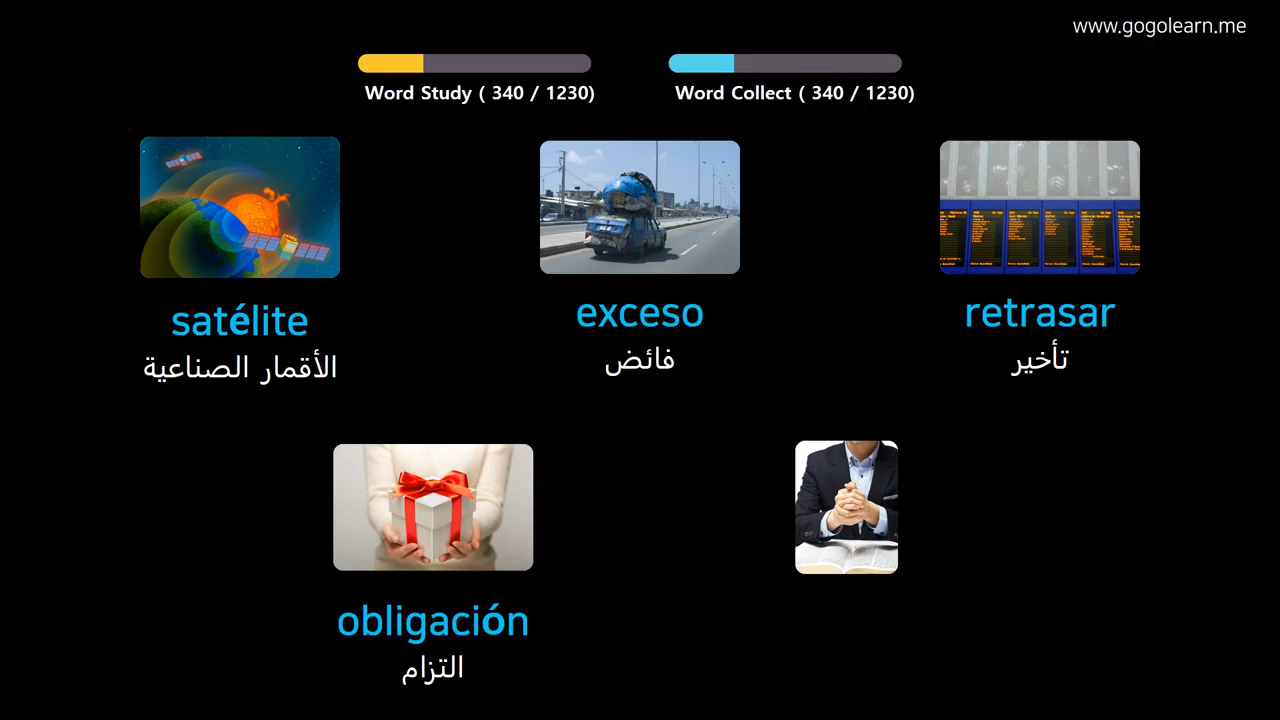 www.gogolearn.me
Word Study ( 340 / 1230)
Word Collect ( 340 / 1230)
satélite
الأقمار الصناعية
exceso
فائض
retrasar
تأخير
obligación
التزام